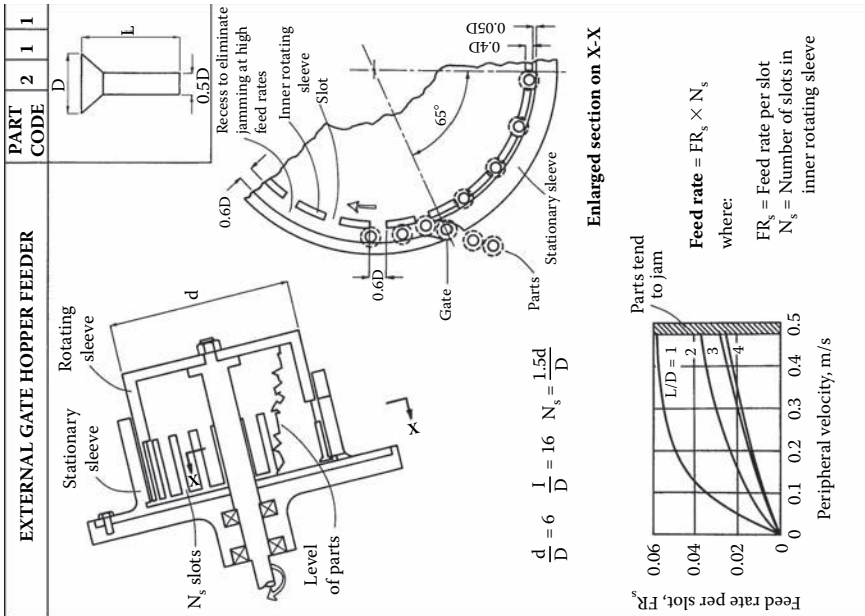 EXTERNAL GATE HOPPER FEEDER
PART
CODE
2
1
1
Stationary
sleeve
Rotating
sleeve
d
N_s slots
X
X
Level
of parts
D
L
0.5D
Recess to eliminate
jamming at high
feed rates
Inner rotating
sleeve
Slot
0.6D
0.6D
65°
0.4D
0.05D
Gate
Parts
Stationary sleeve
Enlarged section on X-X
d/D = 6   I/D = 16   N_s = 1.5d/D
Feed rate per slot, FR_s
0.06
0.04
0.02
0
L/D = 1
2
3
4
0
0.1
0.2
0.3
0.4
0.5
Peripheral velocity, m/s
Parts tend
to jam
Feed rate = FR_s × N_s
where:
FR_s = Feed rate per slot
N_s = Number of slots in
inner rotating sleeve